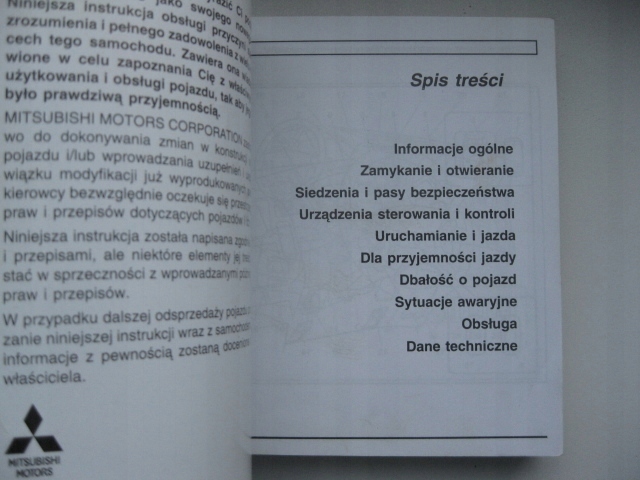 Niniejsza instrukcja obsługi przyczyni
zrozumienia i pełnego zadowolenia z
cech tego samochodu. Zawiera ona
wione w celu zapoznania Cię z
użytkowania i obsługi pojazdu, tak aby
było prawdziwą przyjemnością.
MITSUBISHI MOTORS CORPORATION
wo do dokonywania zmian w konstrukcji
pojazdu i/lub wprowadzania uzupełnień
wiązku modyfikacji już wyprodukowanych
kierowcy bezwzględnie oczekuje się
praw i przepisów dotyczących pojazdów
Niniejsza instrukcja została napisana
i przepisami, ale niektóre elementy jej
stać w sprzeczności z wprowadzanymi
praw i przepisów.
W przypadku dalszej odsprzedaży
zanie niniejszej instrukcji wraz z
informacje z pewnością zostaną
właściciela.
MITSUBISHI
MOTORS
Spis treści
Informacje ogólne
Zamykanie i otwieranie
Siedzenia i pasy bezpieczeństwa
Urządzenia sterowania i kontroli
Uruchamianie i jazda
Dla przyjemności jazdy
Dbałość o pojazd
Sytuacje awaryjne
Obsługa
Dane techniczne